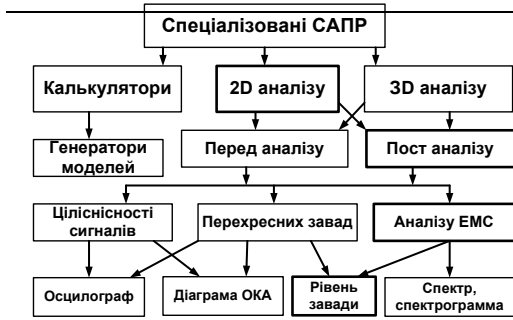 Спеціалізовані САПР
Калькулятори
2D аналізу
3D аналізу
Генератори
моделей
Перед аналізу
Пост аналізу
Ціліснісності
сигналів
Перехресних завад
Аналізу ЕМС
Осцилограф
Діаграма ОКА
Рівень
завади
Спектр,
спектрограмма